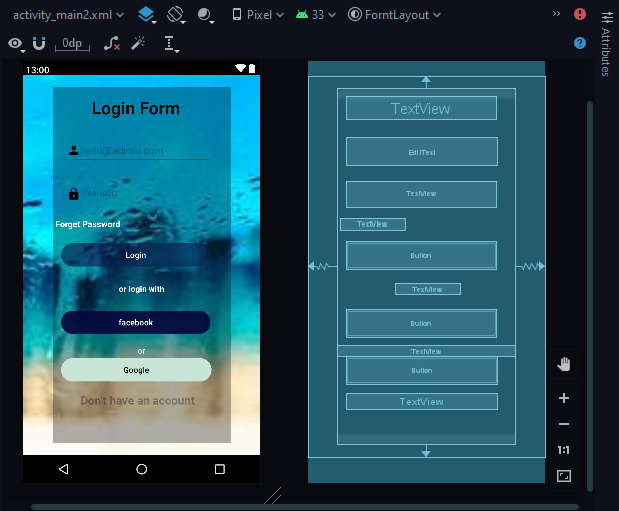 activity_main2.xml
Pixel
33
ForntLayout
Attributes
0dp
13:00
Login Form
hello@admin.com
Passwors
Forget Password
Login
or login with
facebook
or
Google
Don't have an account
TextView
EditText
TextView
TextView
Button
TextView
Button
TextView
Button
TextView
1:1